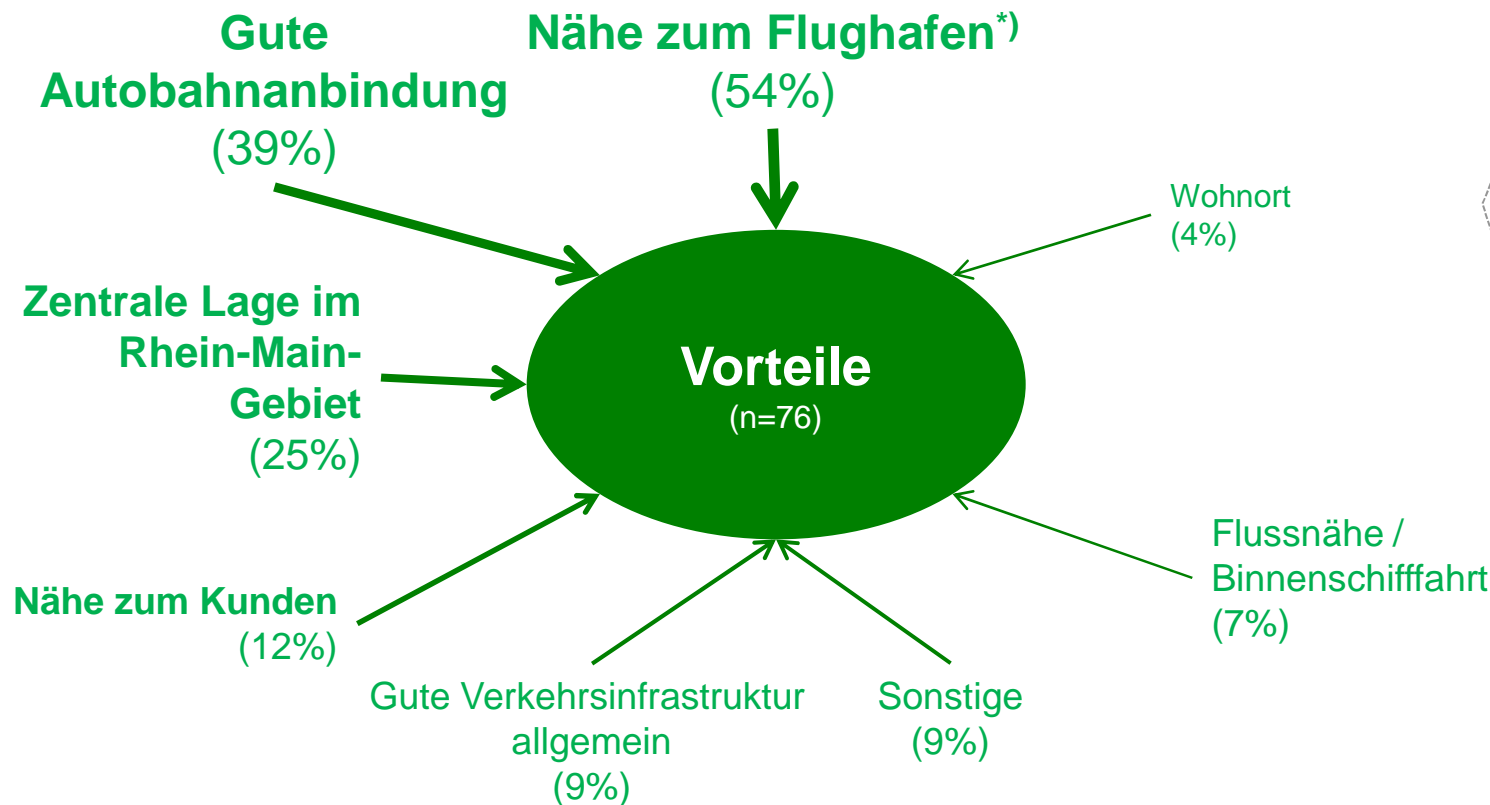 Gute
Autobahnanbindung
(39%)
Nähe zum Flughafen*)
(54%)
Wohnort
(4%)
Zentrale Lage im
Rhein-Main-
Gebiet
(25%)
Vorteile
(n=76)
Nähe zum Kunden
(12%)
Gute Verkehrsinfrastruktur
allgemein
(9%)
Sonstige
(9%)
Flussnähe /
Binnenschifffahrt
(7%)